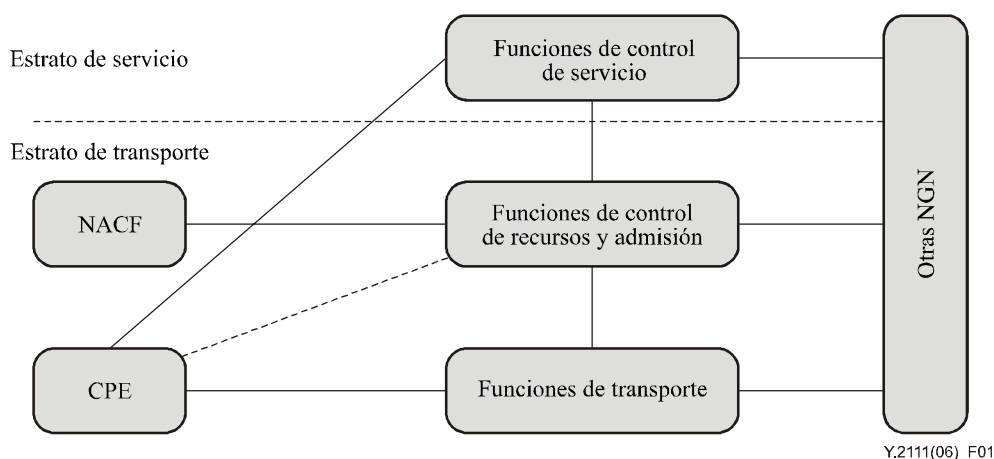 Estrato de servicio
Funciones de control
de servicio
Estrato de transporte
NACF
Funciones de control
de recursos y admisión
CPE
Funciones de transporte
Otras NGN
Y.2111(06)_F01